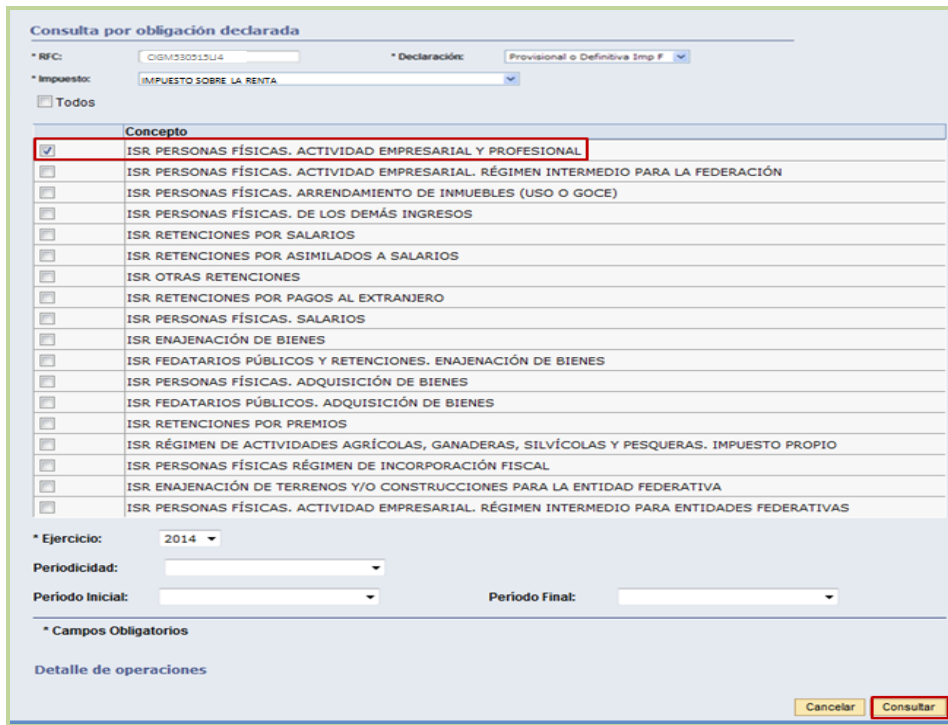 Consulta por obligación declarada
* RFC: CIGM530515LI4 * Declaración: Provisional o Definitiva Imp F
* Impuesto: IMPUESTO SOBRE LA RENTA
Todos
Concepto
ISR PERSONAS FÍSICAS. ACTIVIDAD EMPRESARIAL Y PROFESIONAL
ISR PERSONAS FÍSICAS. ACTIVIDAD EMPRESARIAL. RÉGIMEN INTERMEDIO PARA LA FEDERACIÓN
ISR PERSONAS FÍSICAS. ARRENDAMIENTO DE INMUEBLES (USO O GOCE)
ISR PERSONAS FÍSICAS. DE LOS DEMÁS INGRESOS
ISR RETENCIONES POR SALARIOS
ISR RETENCIONES POR ASIMILADOS A SALARIOS
ISR OTRAS RETENCIONES
ISR RETENCIONES POR PAGOS AL EXTRANJERO
ISR PERSONAS FÍSICAS. SALARIOS
ISR ENAJENACIÓN DE BIENES
ISR FEDATARIOS PÚBLICOS Y RETENCIONES. ENAJENACIÓN DE BIENES
ISR PERSONAS FÍSICAS. ADQUISICIÓN DE BIENES
ISR FEDATARIOS PÚBLICOS. ADQUISICIÓN DE BIENES
ISR RETENCIONES POR PREMIOS
ISR RÉGIMEN DE ACTIVIDADES AGRÍCOLAS, GANADERAS, SILVÍCOLAS Y PESQUERAS. IMPUESTO PROPIO
ISR PERSONAS FÍSICAS RÉGIMEN DE INCORPORACIÓN FISCAL
ISR ENAJENACIÓN DE TERRENOS Y/O CONSTRUCCIONES PARA LA ENTIDAD FEDERATIVA
ISR PERSONAS FÍSICAS. ACTIVIDAD EMPRESARIAL. RÉGIMEN INTERMEDIO PARA ENTIDADES FEDERATIVAS
* Ejercicio: 2014
Periodicidad:
Período Inicial: Período Final:
* Campos Obligatorios
Detalle de operaciones
Cancelar Consultar